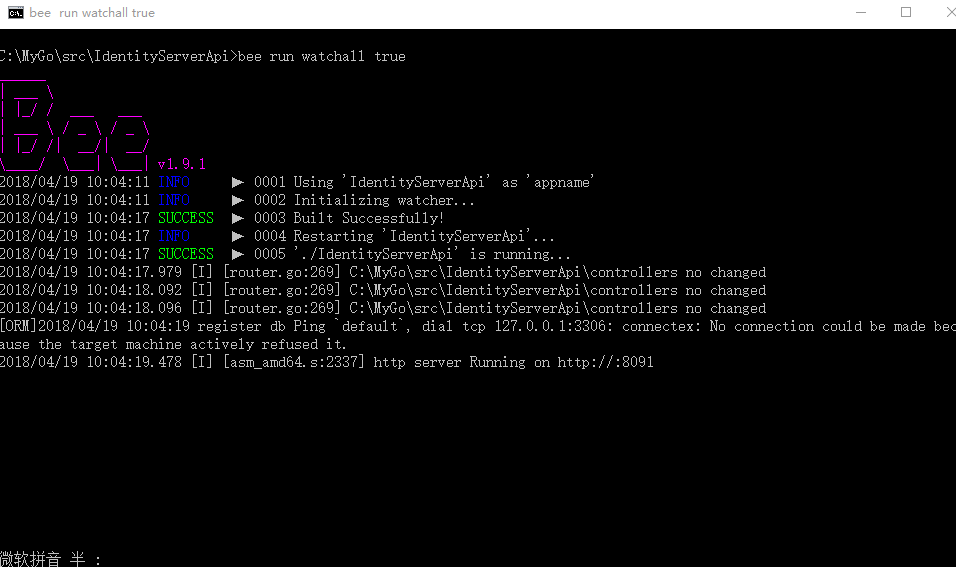 bee  run watchall true
C:\MyGo\src\IdentityServerApi>bee run watchall true
Bee
v1.9.1
2018/04/19 10:04:11 INFO     ▶ 0001 Using 'IdentityServerApi' as 'appname'
2018/04/19 10:04:11 INFO     ▶ 0002 Initializing watcher...
2018/04/19 10:04:17 SUCCESS  ▶ 0003 Built Successfully!
2018/04/19 10:04:17 INFO     ▶ 0004 Restarting 'IdentityServerApi'...
2018/04/19 10:04:17 SUCCESS  ▶ 0005 './IdentityServerApi' is running...
2018/04/19 10:04:17.979 [I] [router.go:269] C:\MyGo\src\IdentityServerApi\controllers no changed
2018/04/19 10:04:18.092 [I] [router.go:269] C:\MyGo\src\IdentityServerApi\controllers no changed
2018/04/19 10:04:18.096 [I] [router.go:269] C:\MyGo\src\IdentityServerApi\controllers no changed
[ORM]2018/04/19 10:04:19 register db Ping `default`, dial tcp 127.0.0.1:3306: connectex: No connection could be made bec
ause the target machine actively refused it.
2018/04/19 10:04:19.478 [I] [asm_amd64.s:2337] http server Running on http://:8091
微软拼音 半 :